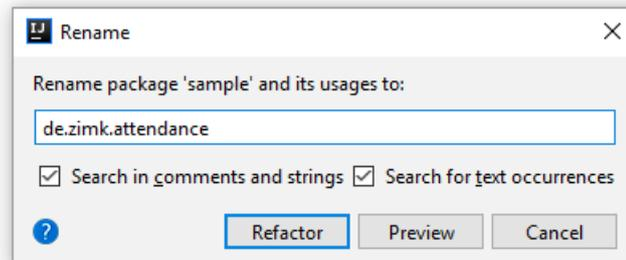 IJ Rename
Rename package 'sample' and its usages to:
de.zimk.attendance
Search in comments and strings Search for text occurrences
? Refactor Preview Cancel